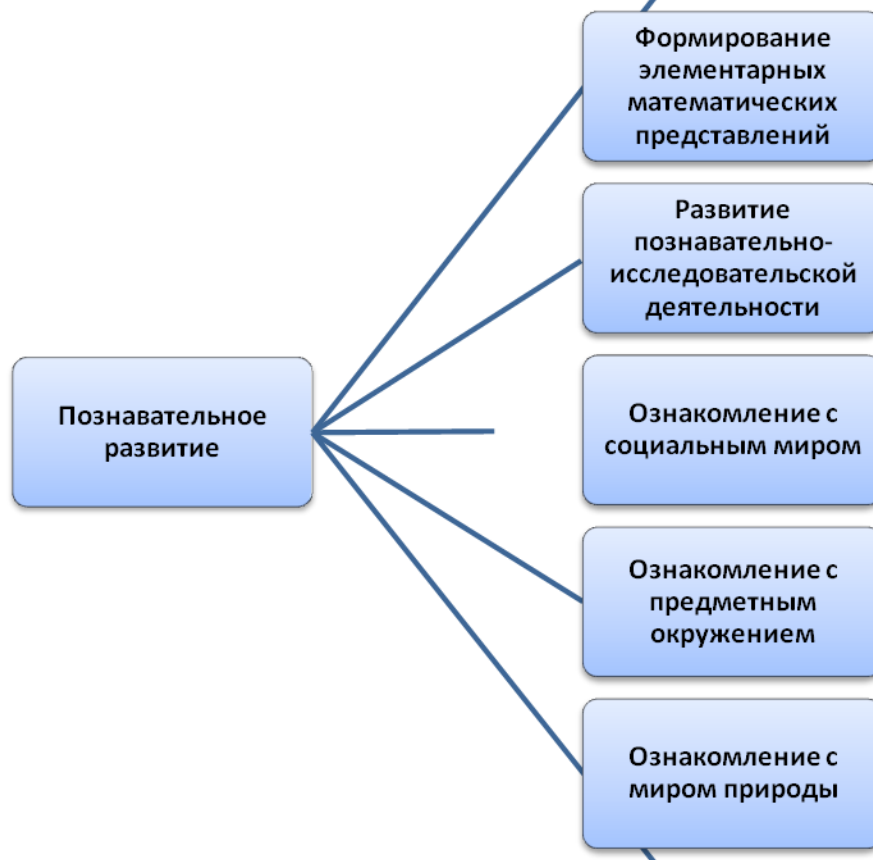 Формирование
элементарных
математических
представлений
Развитие
познавательно-
исследовательской
деятельности
Познавательное
развитие
Ознакомление с
социальным миром
Ознакомление с
предметным
окружением
Ознакомление с
миром природы